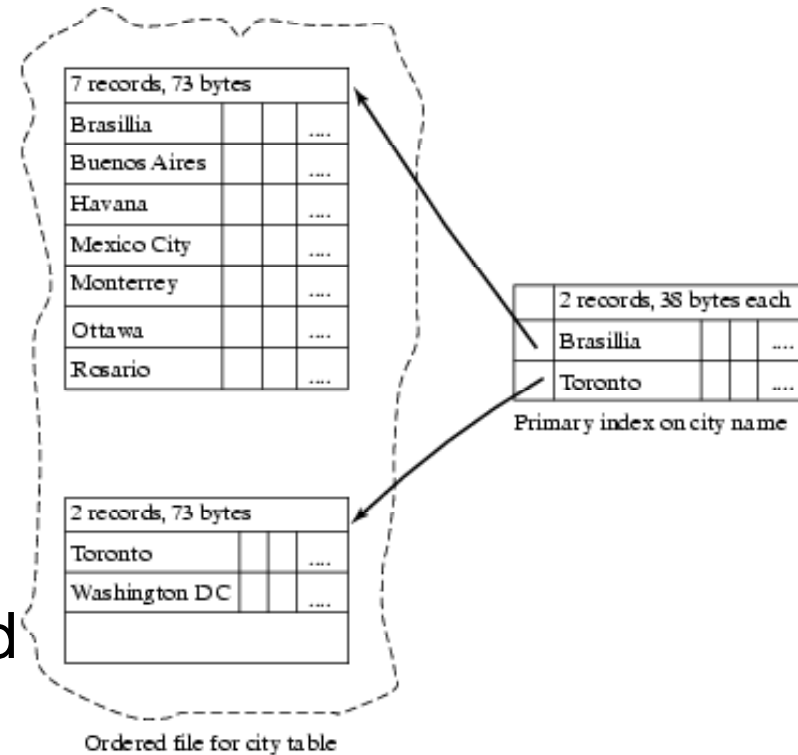 7 records, 73 bytes
Brasillia ....
Buenos Aires ....
Havana ....
Mexico City ....
Monterrey ....
Ottawa ....
Rosario ....
2 records, 38 bytes each
Brasillia ....
Toronto ....
Primary index on city name
2 records, 73 bytes
Toronto ....
Washington DC ....
d
Ordered file for city table